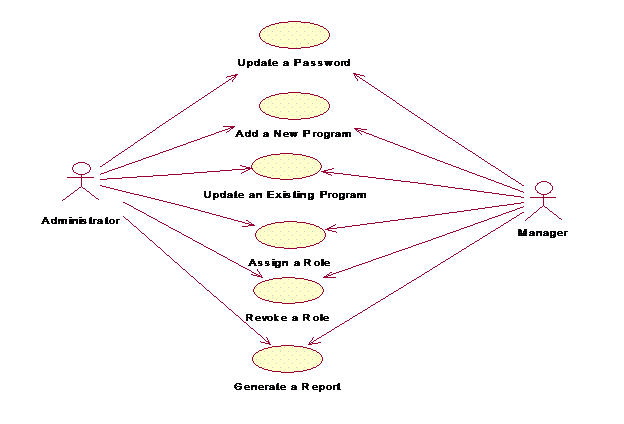 Update a Password
Add a New Program
Update an Existing Program
Administrator
Manager
Assign a Role
Revoke a Role
Generate a Report